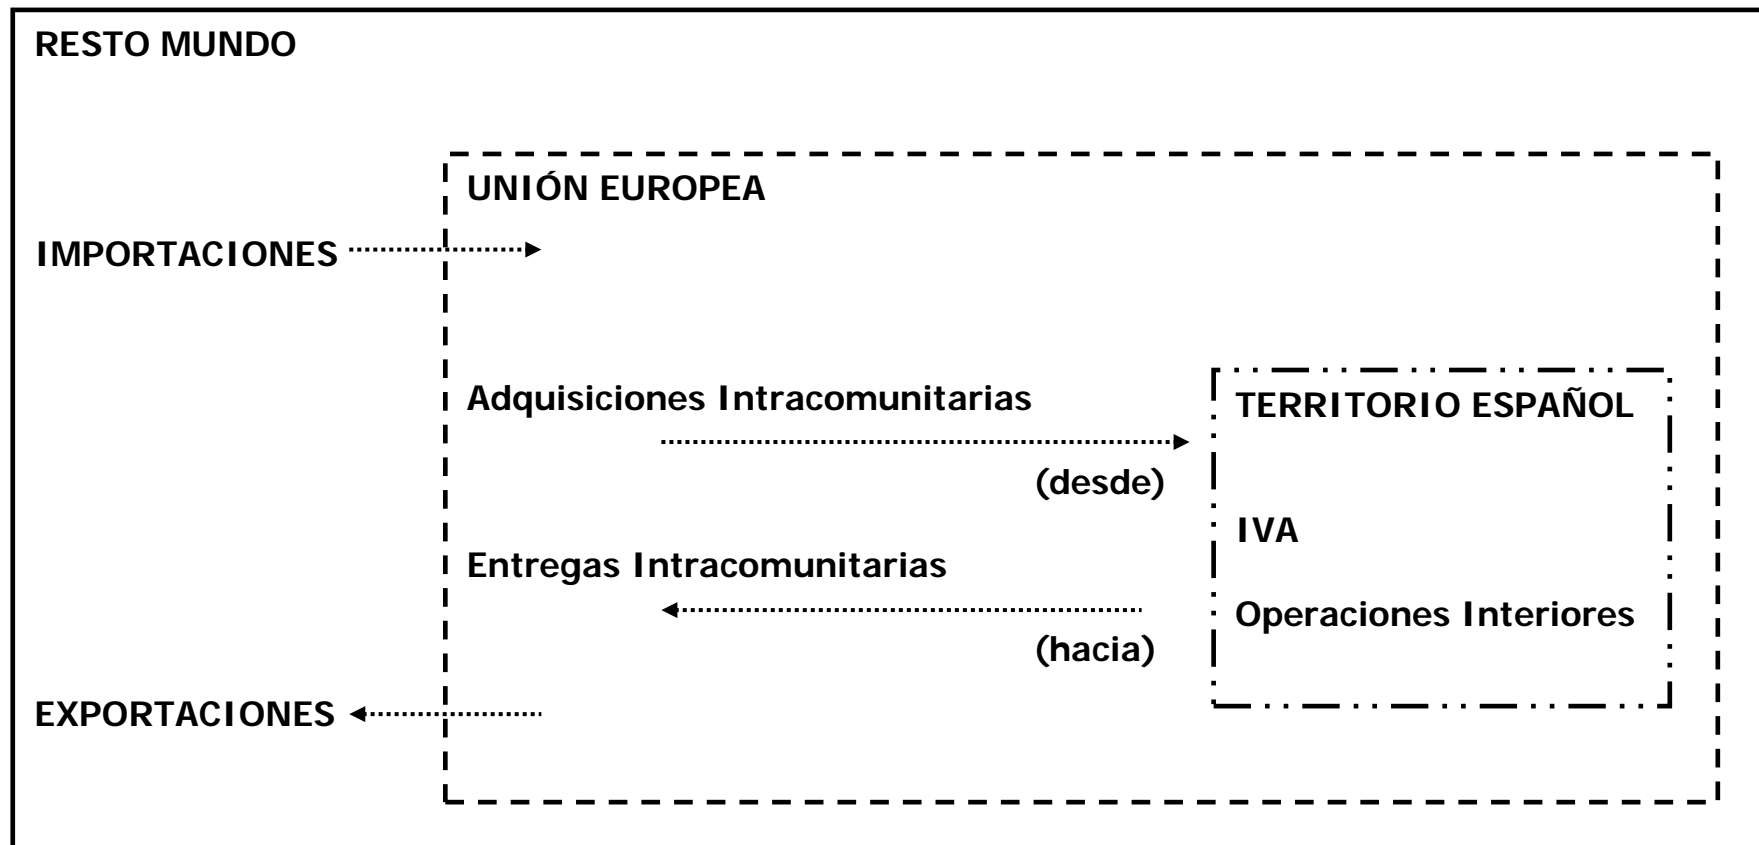 RESTO MUNDO
UNIÓN EUROPEA
IMPORTACIONES
Adquisiciones Intracomunitarias
(desde)
Entregas Intracomunitarias
(hacia)
TERRITORIO ESPAÑOL
IVA
Operaciones Interiores
EXPORTACIONES